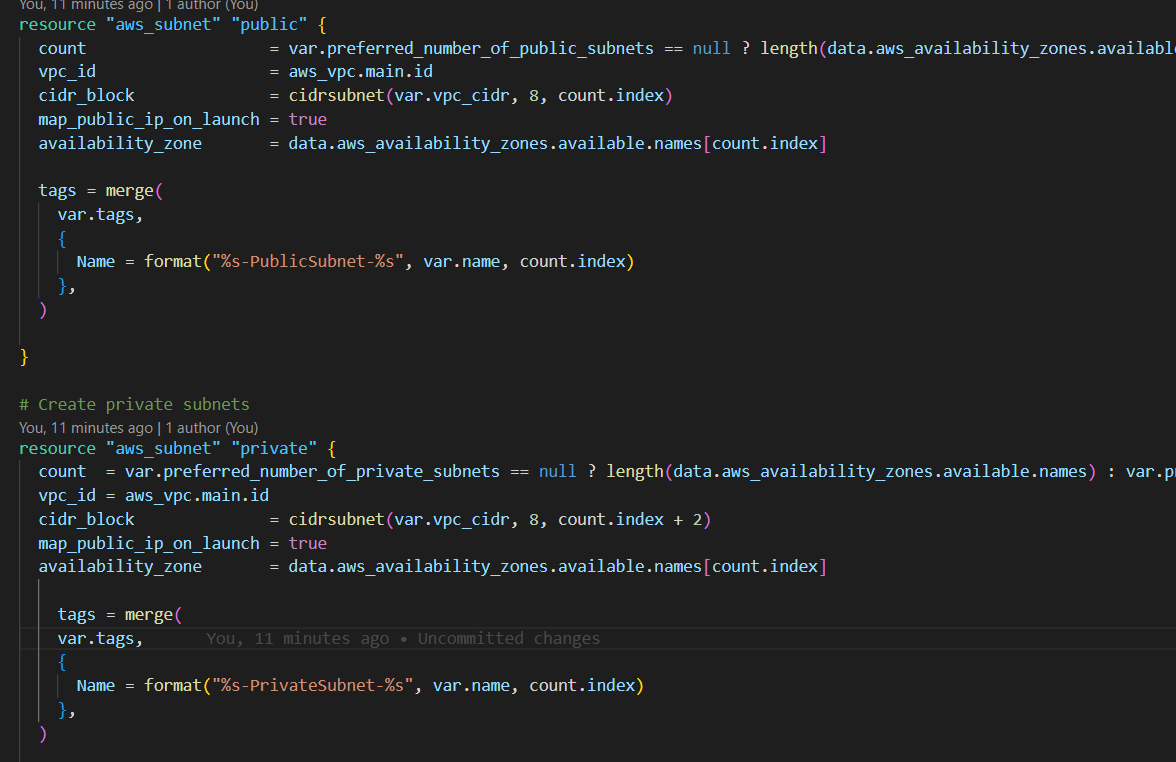 You, 11 minutes ago | 1 author (You)
resource "aws_subnet" "public" {
  count                   = var.preferred_number_of_public_subnets == null ? length(data.aws_availability_zones.availabl
  vpc_id                  = aws_vpc.main.id
  cidr_block              = cidrsubnet(var.vpc_cidr, 8, count.index)
  map_public_ip_on_launch = true
  availability_zone       = data.aws_availability_zones.available.names[count.index]
  tags = merge(
    var.tags,
    {
      Name = format("%s-PublicSubnet-%s", var.name, count.index)
    },
  )
}
# Create private subnets
You, 11 minutes ago | 1 author (You)
resource "aws_subnet" "private" {
  count  = var.preferred_number_of_private_subnets == null ? length(data.aws_availability_zones.available.names) : var.p
  vpc_id = aws_vpc.main.id
  cidr_block              = cidrsubnet(var.vpc_cidr, 8, count.index + 2)
  map_public_ip_on_launch = true
  availability_zone       = data.aws_availability_zones.available.names[count.index]
    tags = merge(
    var.tags,      You, 11 minutes ago • Uncommitted changes
    {
      Name = format("%s-PrivateSubnet-%s", var.name, count.index)
    },
  )